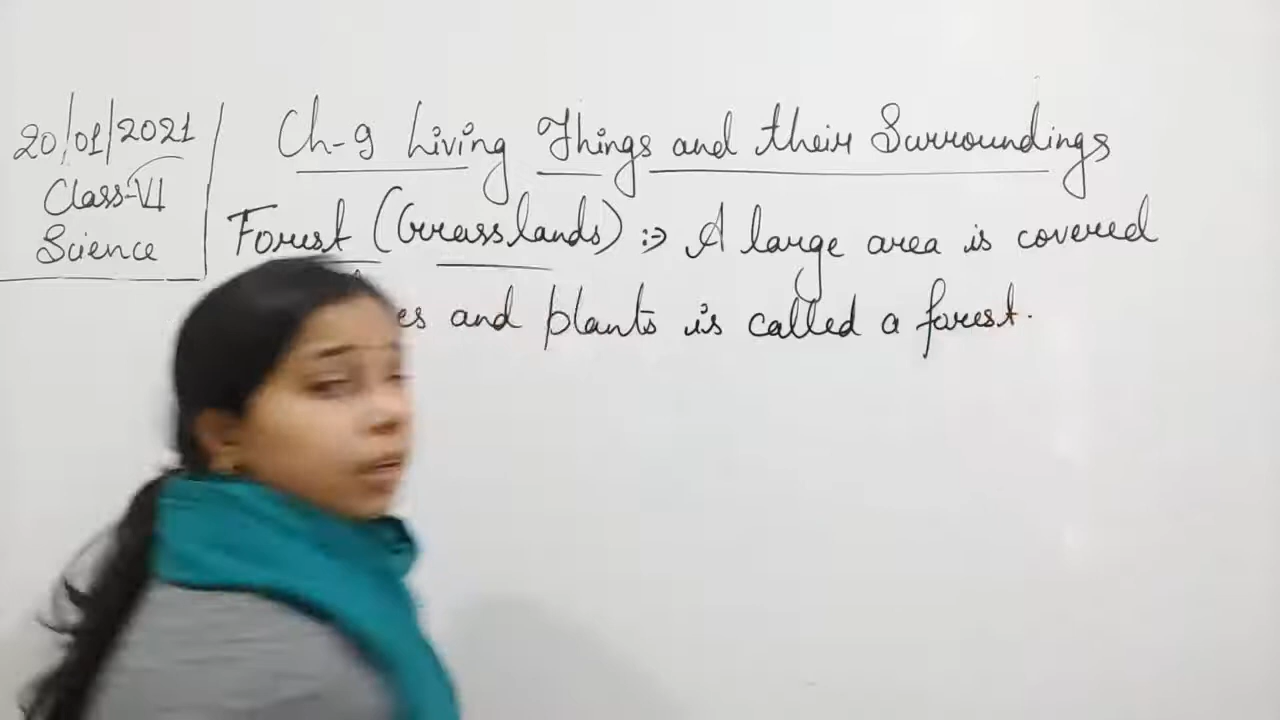 20/01/2021
Class-VI
Science
Ch-9 Living Things and their Surroundings
Forest (Grasslands) :-> A large area is covered
and plants is called a forest.